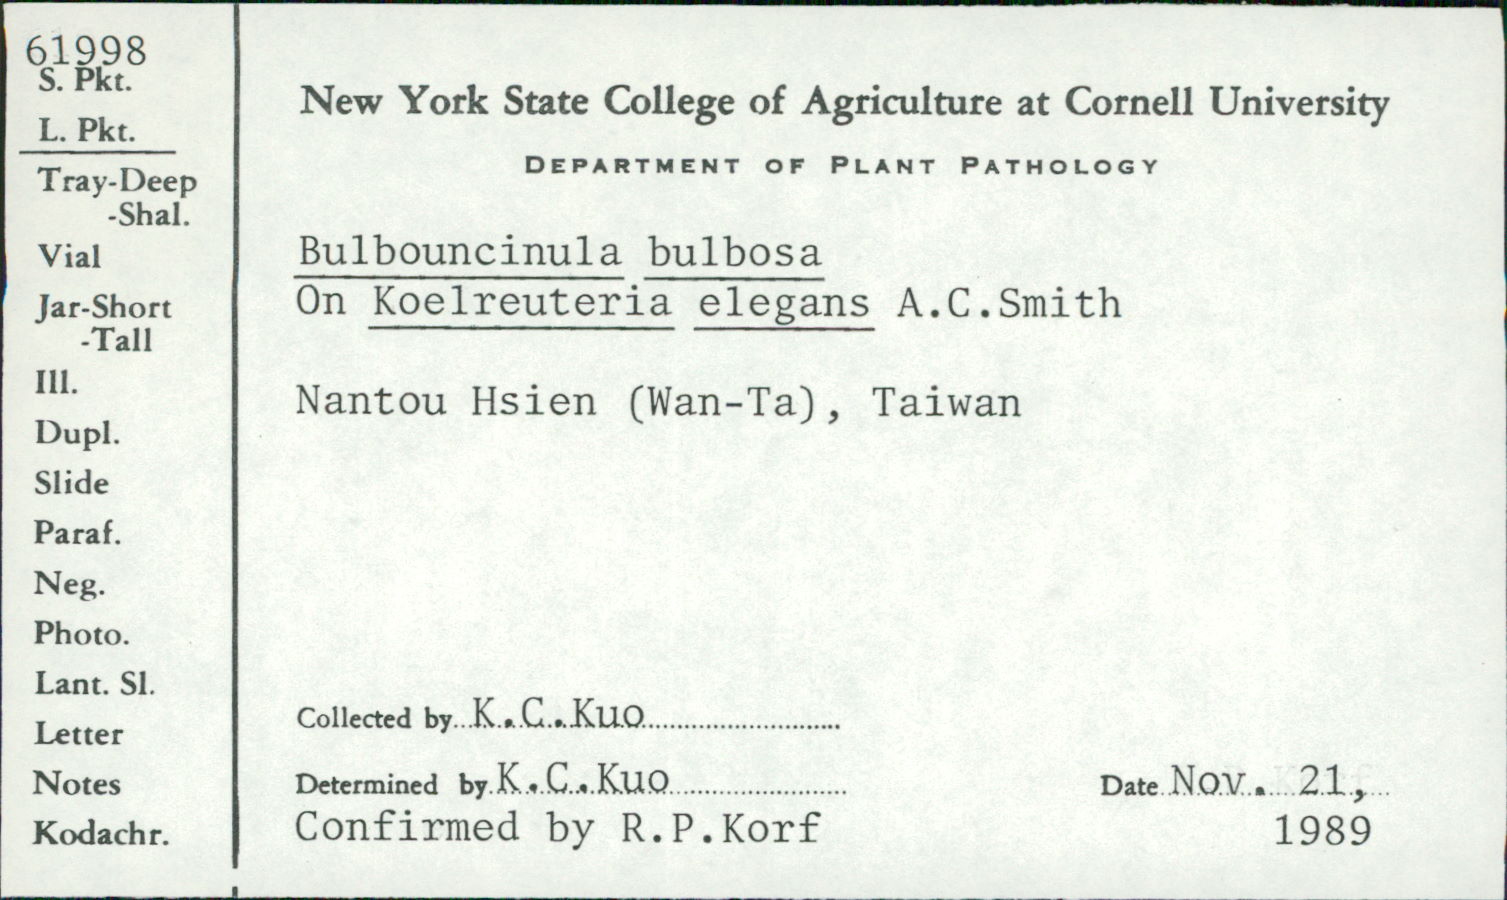 61998
S. Pkt.
L. Pkt.
Tray-Deep
-Shal.
Vial
Jar-Short
-Tall
Ill.
Dupl.
Slide
Paraf.
Neg.
Photo.
Lant. Sl.
Letter
Notes
Kodachr.
New York State College of Agriculture at Cornell University
DEPARTMENT OF PLANT PATHOLOGY
Bulbouncinula bulbosa
On Koelreuteria elegans A.C.Smith
Nantou Hsien (Wan-Ta), Taiwan
Collected by K.C.Kuo
Determined by K.C.Kuo
Confirmed by R.P.Korf
Date Nov. 21,
1989